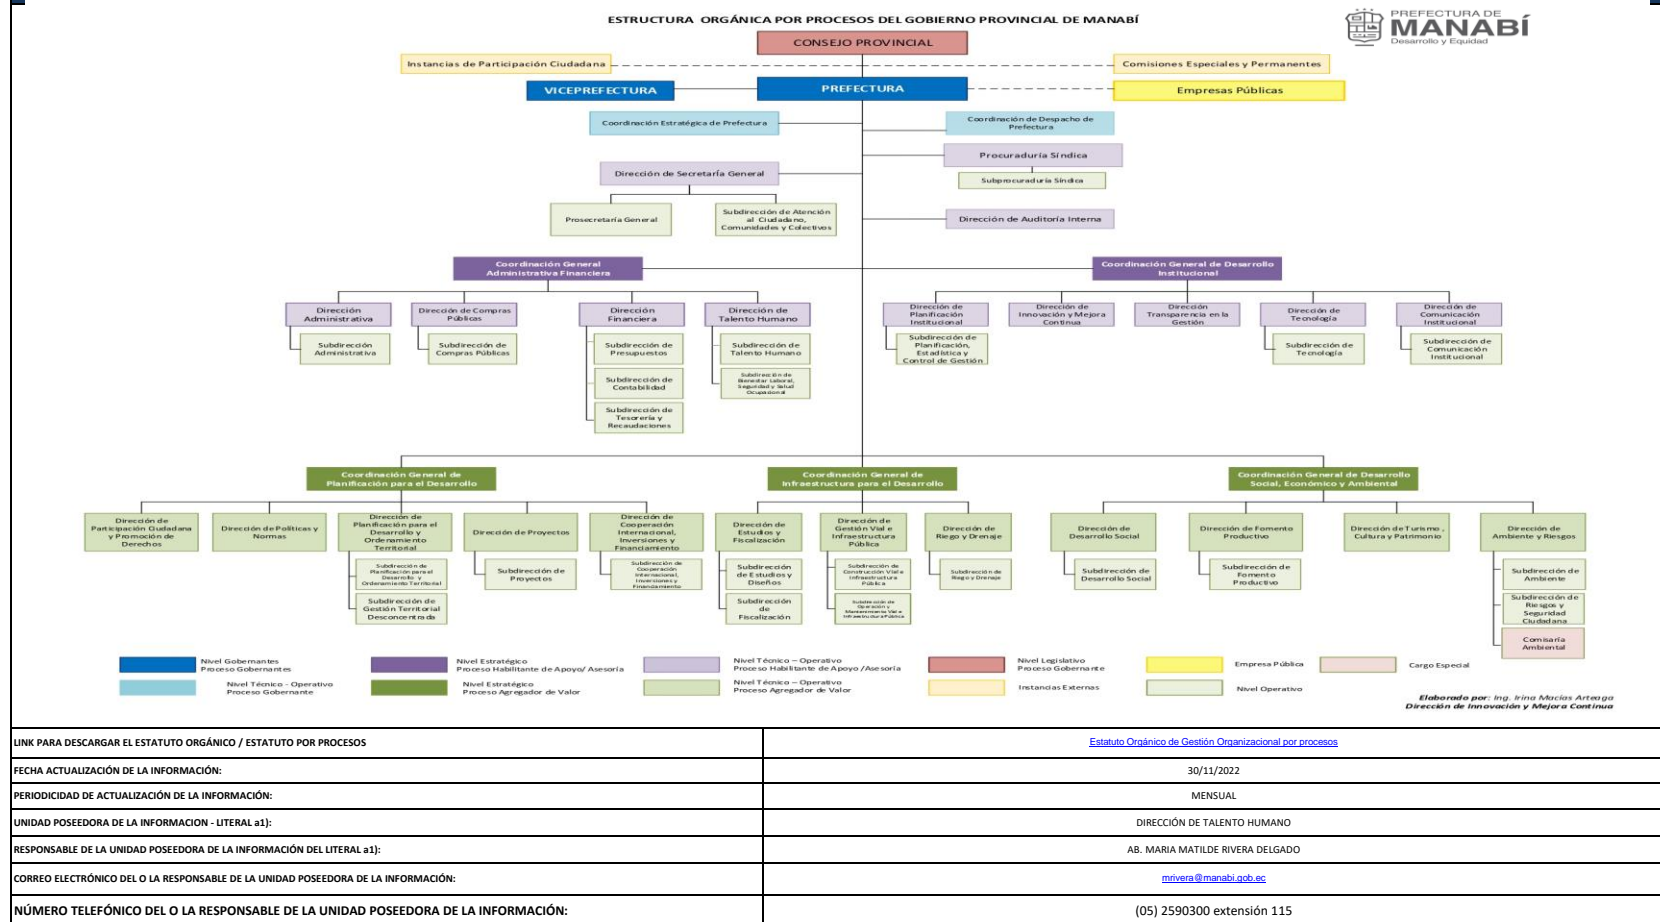 ESTRUCTURA ORGÁNICA POR PROCESOS DEL GOBIERNO PROVINCIAL DE MANABÍ
PREFECTURA DE
MANABÍ
Desarrollo y Equidad
CONSEJO PROVINCIAL
Instancias de Participación Ciudadana
Comisiones Especiales y Permanentes
VICEPREFECTURA
PREFECTURA
Empresas Públicas
Coordinación Estratégica de Prefectura
Coordinación de Despacho de
Prefectura
Procuraduría Síndica
Subprocuraduría Síndica
Dirección de Secretaría General
Prosecretaría General
Subdirección de Atención
al Ciudadano,
Comunidades y Colectivos
Dirección de Auditoría Interna
Coordinación General
Administrativa Financiera
Coordinación General de Desarrollo
Institucional
Dirección
Administrativa
Dirección de Compras
Públicas
Dirección
Financiera
Dirección de
Talento Humano
Dirección de
Planificación
Institucional
Dirección de
Innovación y Mejora
Continua
Dirección
Transparencia en la
Gestión
Dirección de
Tecnología
Dirección de
Comunicación
Institucional
Subdirección
Administrativa
Subdirección de
Compras Públicas
Subdirección de
Presupuestos
Subdirección de
Talento Humano
Subdirección de
Planificación,
Estadística y
Control de Gestión
Subdirección de
Tecnología
Subdirección de
Comunicación
Institucional
Subdirección de
Contabilidad
Subdirección de
Bienestar Laboral,
Seguridad y Salud
Ocupacional
Subdirección de
Tesorería y
Recaudaciones
Coordinación General de
Planificación para el Desarrollo
Coordinación General de
Infraestructura para el Desarrollo
Coordinación General de Desarrollo
Social, Económico y Ambiental
Dirección de
Participación Ciudadana
y Promoción de
Derechos
Dirección de Políticas y
Normas
Dirección de
Planificación para el
Desarrollo y
Ordenamiento
Territorial
Dirección de Proyectos
Dirección de
Cooperación
Internacional,
Inversiones y
Financiamiento
Dirección de
Estudios y
Fiscalización
Dirección de
Gestión Vial e
Infraestructura
Pública
Dirección de
Riego y Drenaje
Dirección de
Desarrollo Social
Dirección de Fomento
Productivo
Dirección de Turismo ,
Cultura y Patrimonio
Dirección de
Ambiente y Riesgos
Subdirección de
Planificación para el
Desarrollo y
Ordenamiento Territorial
Subdirección de
Proyectos
Subdirección de
Cooperación
Internacional,
Inversiones y
Financiamiento
Subdirección
de Estudios y
Diseños
Subdirección de
Construcción Vial e
Infraestructura
Pública
Subdirección de
Riego y Drenaje
Subdirección de
Desarrollo Social
Subdirección de
Fomento
Productivo
Subdirección de
Ambiente
Subdirección de
Gestión Territorial
Desconcentrada
Subdirección
de
Fiscalización
Subdirección de
Operación y
Mantenimiento Vial e
Infraestructura Pública
Subdirección de
Riesgos y
Seguridad
Ciudadana
Comisaría
Ambiental
Nivel Gobernantes
Proceso Gobernantes
Nivel Estratégico
Proceso Habilitante de Apoyo/ Asesoría
Nivel Técnico – Operativo
Proceso Habilitante de Apoyo /Asesoría
Nivel Legislativo
Proceso Gobernante
Empresa Pública
Cargo Especial
Nivel Técnico - Operativo
Proceso Gobernante
Nivel Estratégico
Proceso Agregador de Valor
Nivel Técnico – Operativo
Proceso Agregador de Valor
Instancias Externas
Nivel Operativo
Elaborado por: Ing. Irina Macías Arteaga
Dirección de Innovación y Mejora Continua
LINK PARA DESCARGAR EL ESTATUTO ORGÁNICO / ESTATUTO POR PROCESOS
Estatuto Orgánico de Gestión Organizacional por procesos
FECHA ACTUALIZACIÓN DE LA INFORMACIÓN:
30/11/2022
PERIODICIDAD DE ACTUALIZACIÓN DE LA INFORMACIÓN:
MENSUAL
UNIDAD POSEEDORA DE LA INFORMACION - LITERAL a1):
DIRECCIÓN DE TALENTO HUMANO
RESPONSABLE DE LA UNIDAD POSEEDORA DE LA INFORMACIÓN DEL LITERAL a1):
AB. MARIA MATILDE RIVERA DELGADO
CORREO ELECTRÓNICO DEL O LA RESPONSABLE DE LA UNIDAD POSEEDORA DE LA INFORMACIÓN:
mrivera@manabi.gob.ec
NÚMERO TELEFÓNICO DEL O LA RESPONSABLE DE LA UNIDAD POSEEDORA DE LA INFORMACIÓN:
(05) 2590300 extensión 115